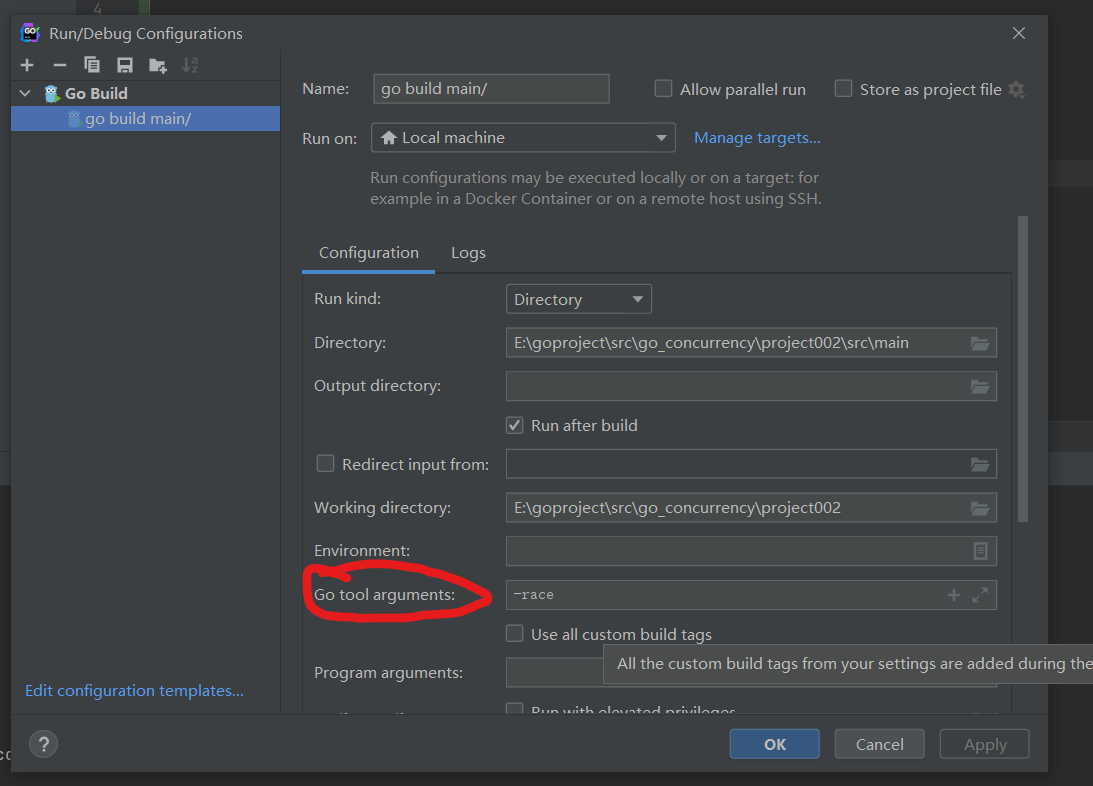 4
Run/Debug Configurations
Go Build
go build main/
Name:
go build main/
Allow parallel run
Store as project file
Run on:
Local machine
Manage targets...
Run configurations may be executed locally or on a target: for
example in a Docker Container or on a remote host using SSH.
Configuration
Logs
Run kind:
Directory
Directory:
E:\goproject\src\go_concurrency\project002\src\main
Output directory:
Run after build
Redirect input from:
Working directory:
E:\goproject\src\go_concurrency\project002
Environment:
Go tool arguments:
-race
Use all custom build tags
All the custom build tags from your settings are added during the
Program arguments:
Run with elevated privileges
Edit configuration templates...
?
OK
Cancel
Apply